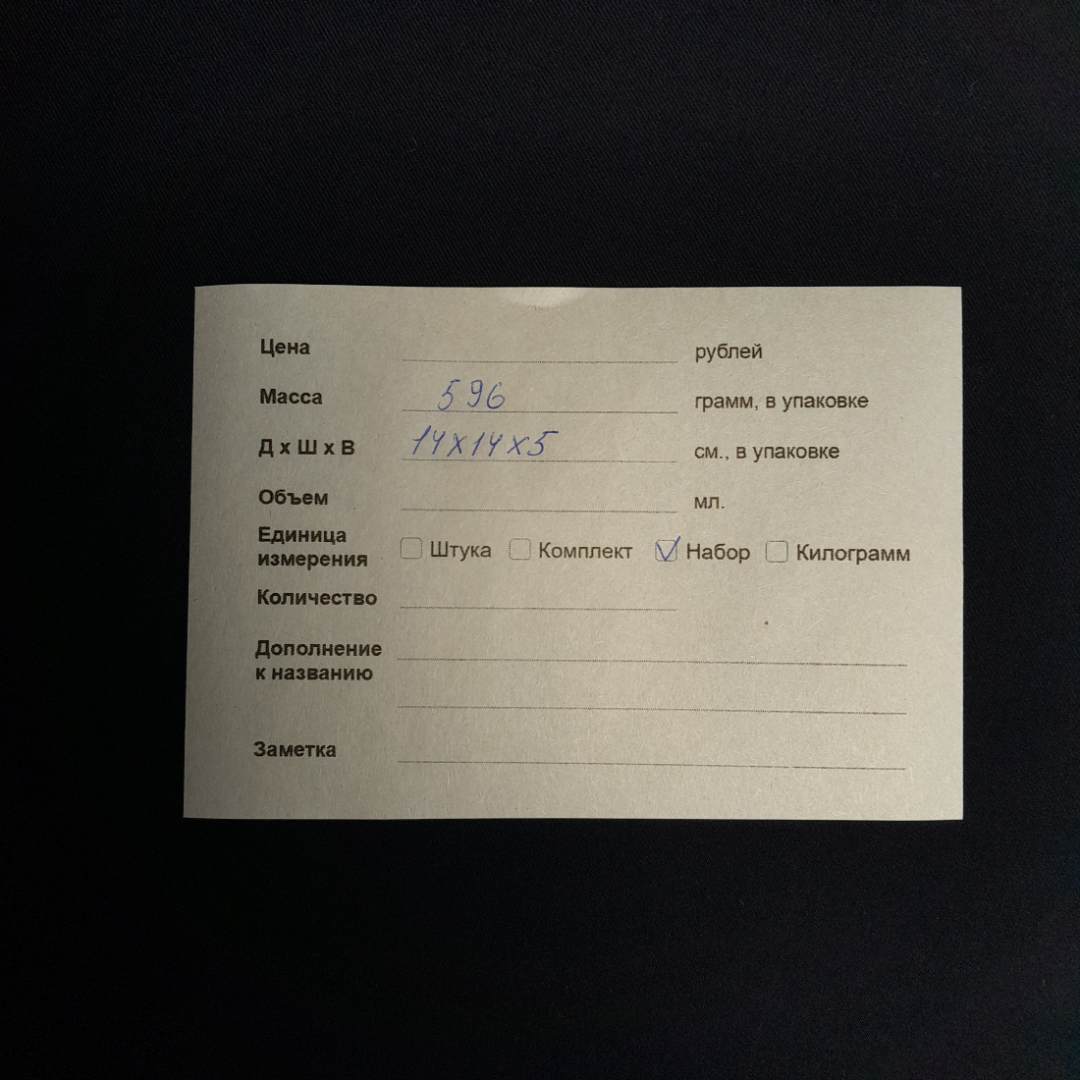 Цена рублей
Масса 596 грамм, в упаковке
Д х Ш х В 14х14х5 см., в упаковке
Объем мл.
Единица
измерения Штука Комплект Набор Килограмм
Количество
Дополнение
к названию
Заметка